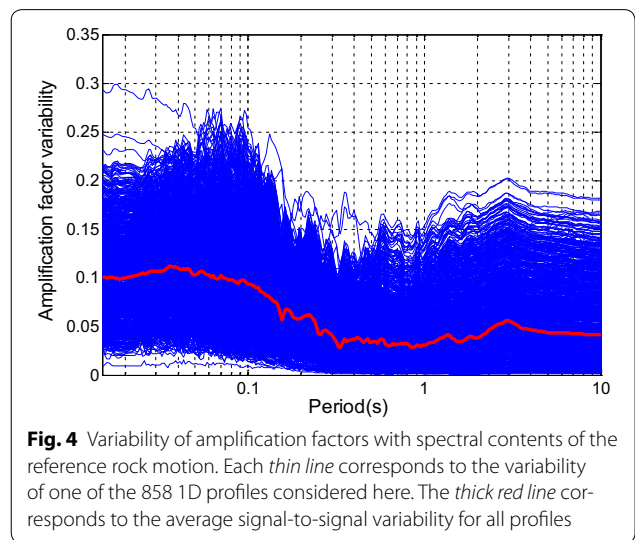 0.35
0.3
0.25
0.2
0.15
0.1
0.05
0
Amplification factor variability
0.1
1
10
Period(s)
Fig. 4 Variability of amplification factors with spectral contents of the
reference rock motion. Each thin line corresponds to the variability
of one of the 858 1D profiles considered here. The thick red line cor-
responds to the average signal-to-signal variability for all profiles